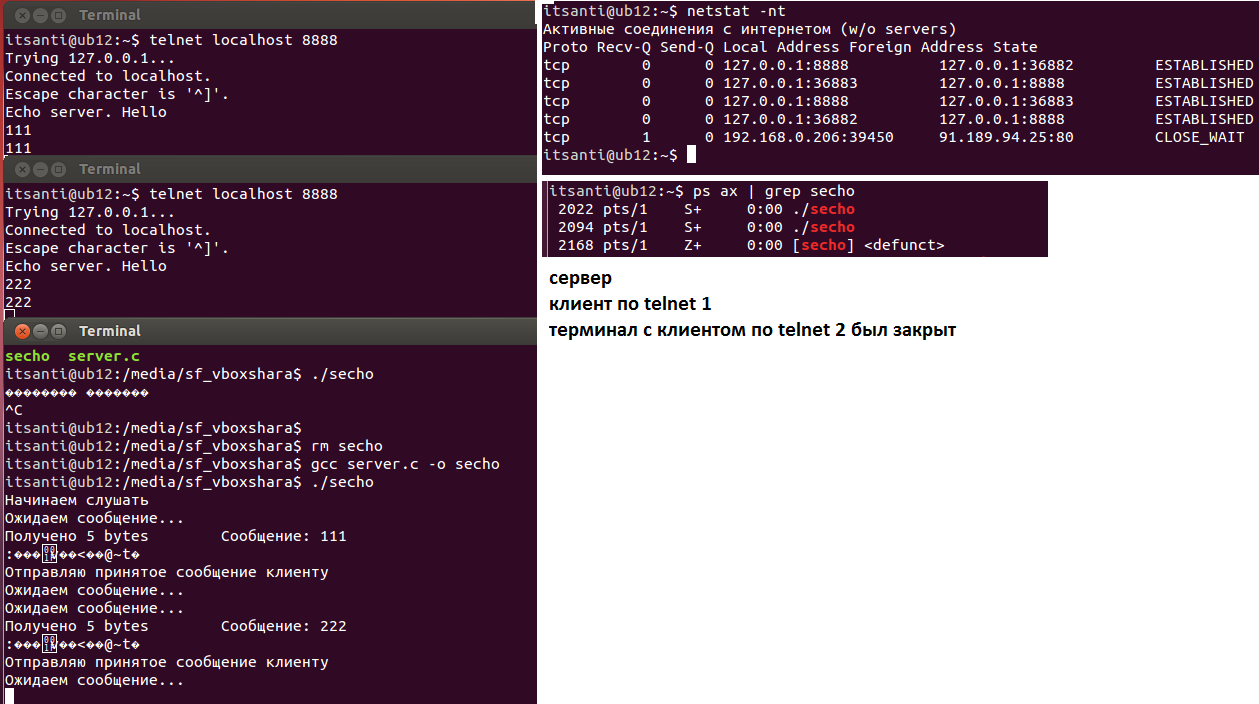 Terminal
itsanti@ub12:~$ telnet localhost 8888
Trying 127.0.0.1...
Connected to localhost.
Escape character is '^]'.
Echo server. Hello
111
111
Terminal
itsanti@ub12:~$ telnet localhost 8888
Trying 127.0.0.1...
Connected to localhost.
Escape character is '^]'.
Echo server. Hello
222
222
Terminal
secho server.c
itsanti@ub12:/media/sf_vboxshara$ ./secho
�������� �������
^C
itsanti@ub12:/media/sf_vboxshara$
itsanti@ub12:/media/sf_vboxshara$ rm secho
itsanti@ub12:/media/sf_vboxshara$ gcc server.c -o secho
itsanti@ub12:/media/sf_vboxshara$ ./secho
Начинаем слушать
Ожидаем сообщение...
Получено 5 bytes Сообщение: 111
Отправляю принятое сообщение клиенту
Ожидаем сообщение...
Ожидаем сообщение...
Получено 5 bytes Сообщение: 222
Отправляю принятое сообщение клиенту
Ожидаем сообщение...
itsanti@ub12:~$ netstat -nt
Активные соединения с интернетом (w/o servers)
Proto Recv-Q Send-Q Local Address Foreign Address State
tcp 0 0 127.0.0.1:8888 127.0.0.1:36882 ESTABLISHED
tcp 0 0 127.0.0.1:36883 127.0.0.1:8888 ESTABLISHED
tcp 0 0 127.0.0.1:8888 127.0.0.1:36883 ESTABLISHED
tcp 0 0 127.0.0.1:36882 127.0.0.1:8888 ESTABLISHED
tcp 1 0 192.168.0.206:39450 91.189.94.25:80 CLOSE_WAIT
itsanti@ub12:~$
itsanti@ub12:~$ ps ax | grep secho
2022 pts/1 S+ 0:00 ./secho
2094 pts/1 S+ 0:00 ./secho
2168 pts/1 Z+ 0:00 [secho] <defunct>
сервер
клиент по telnet 1
терминал с клиентом по telnet 2 был закрыт